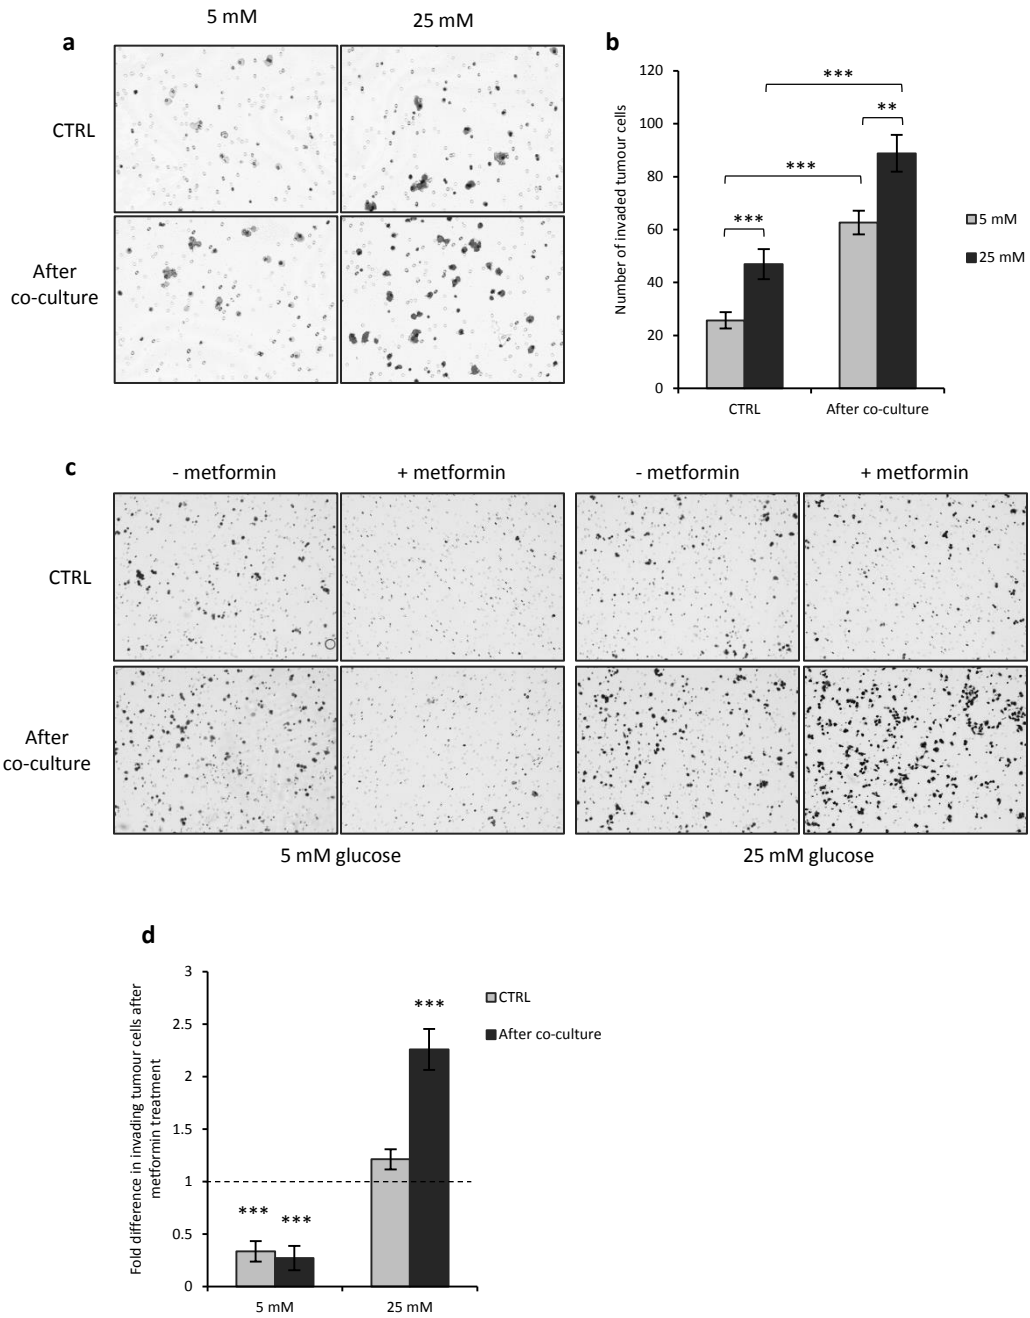 5 mM 25 mM
a
CTRL
After
co-culture
b
Number of invaded tumour cells
120
100
80
60
40
20
0
***
**
***
***
CTRL After co-culture
5 mM
25 mM
c
- metformin + metformin - metformin + metformin
CTRL
After
co-culture
5 mM glucose 25 mM glucose
d
Fold difference in invading tumour cells after
metformin treatment
3
2.5
2
1.5
1
0.5
0
***
*** ***
5 mM 25 mM
CTRL
After co-culture